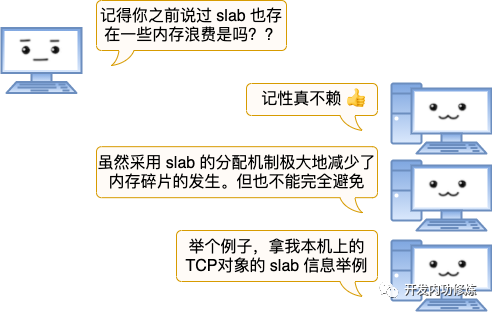 记得你之前说过 slab 也存
在一些内存浪费是吗？？
记性真不赖 👍
虽然采用 slab 的分配机制极大地减少了
内存碎片的发生。但也不能完全避免
举个例子，拿我本机上的
TCP对象的 slab 信息举例
开发内功修炼